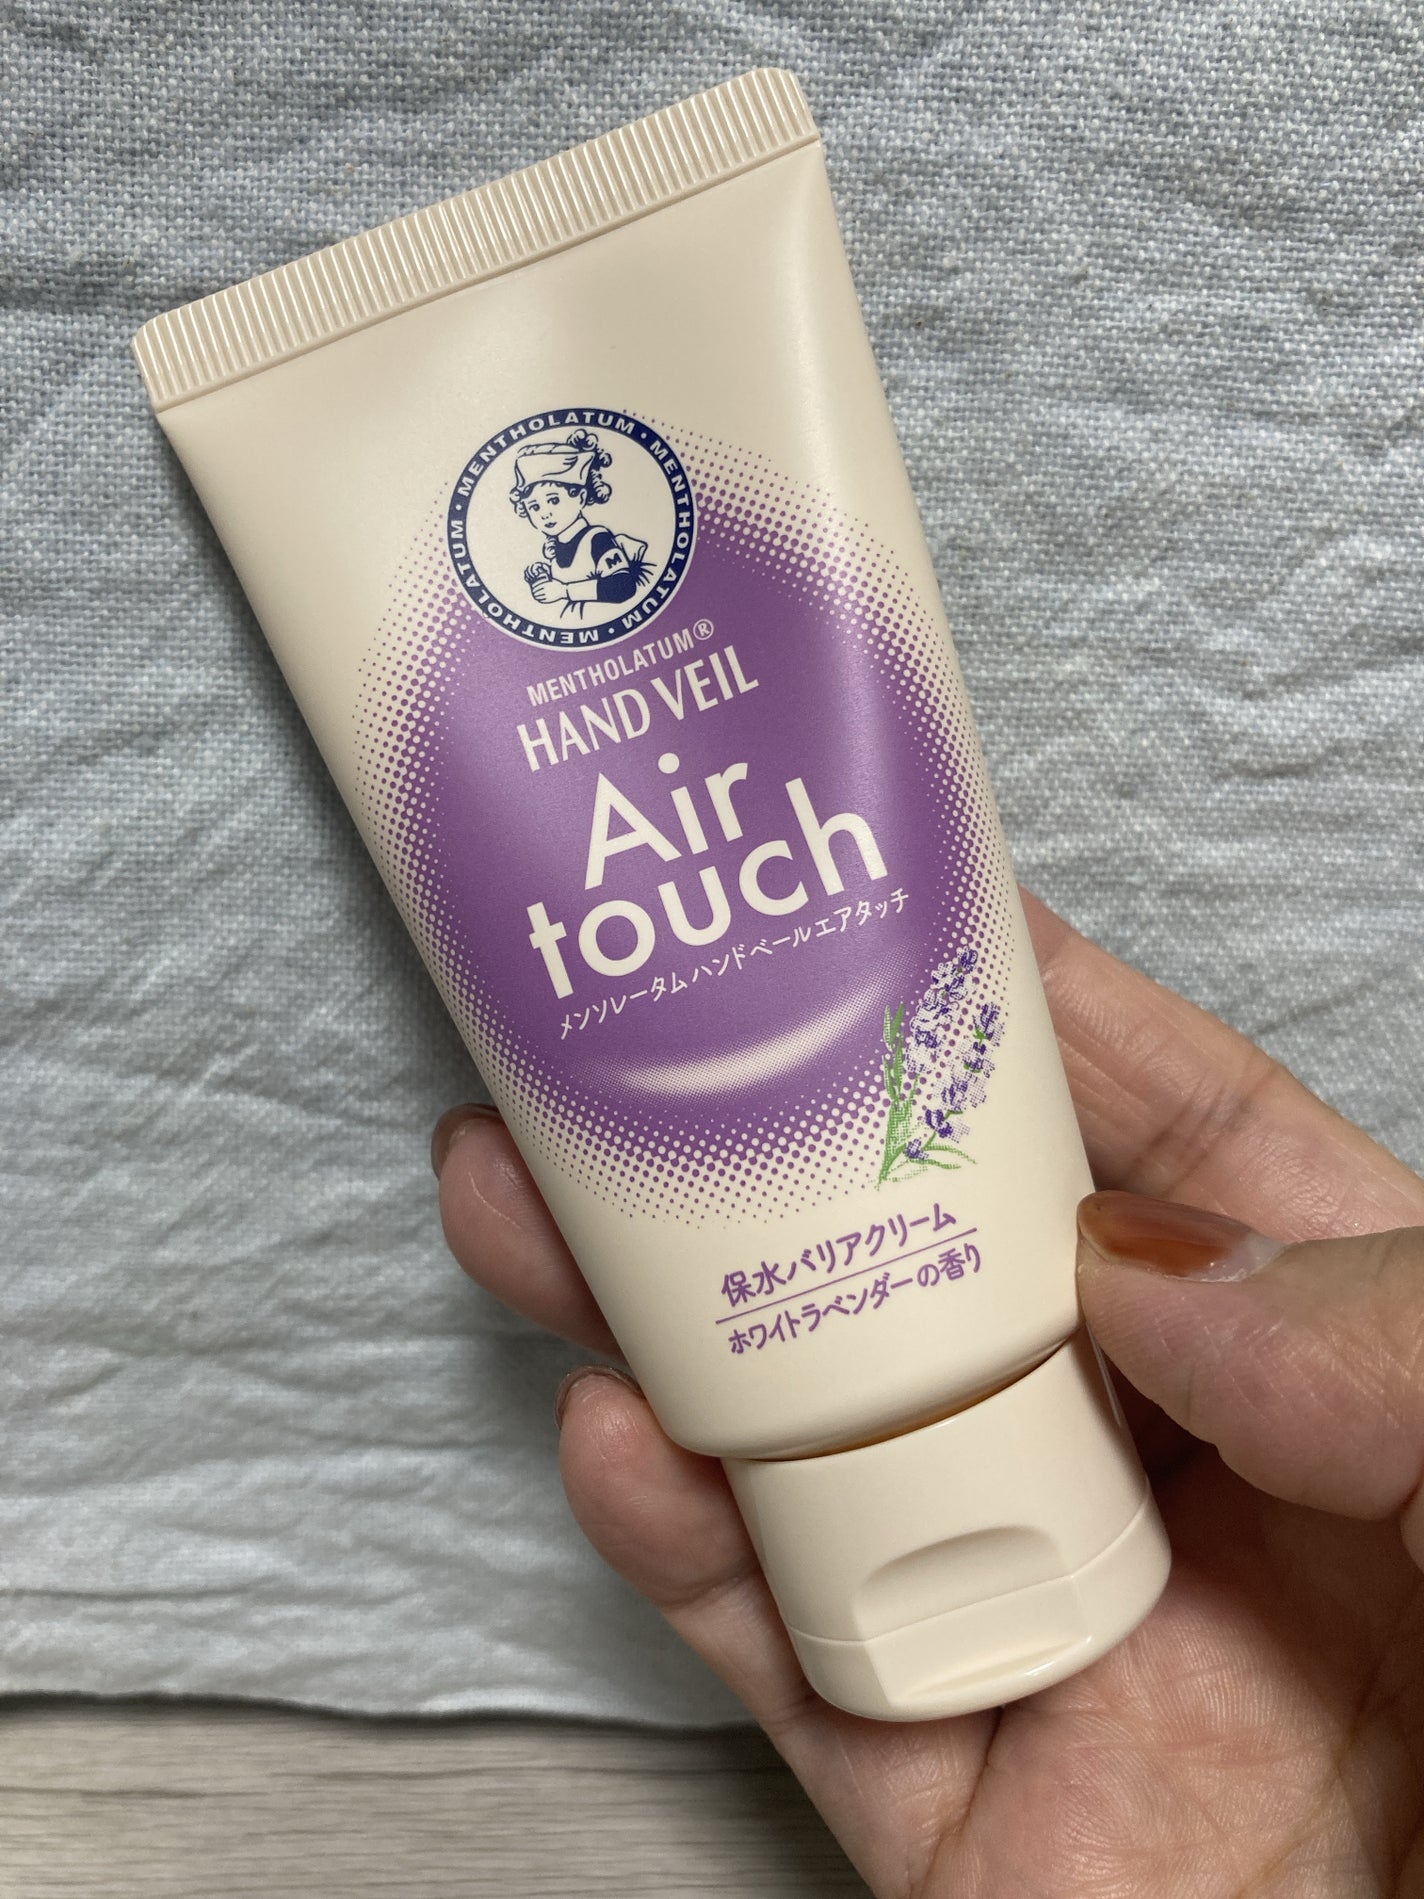 MENTHOLATUM・MENTHOLATUM・MENTHOLATUM・MENTHOLATUM・
M
MENTHOLATUM®
HAND VEIL
Air
touch
メンソレータム ハンドベール エアタッチ
保水バリアクリーム
ホワイトラベンダーの香り